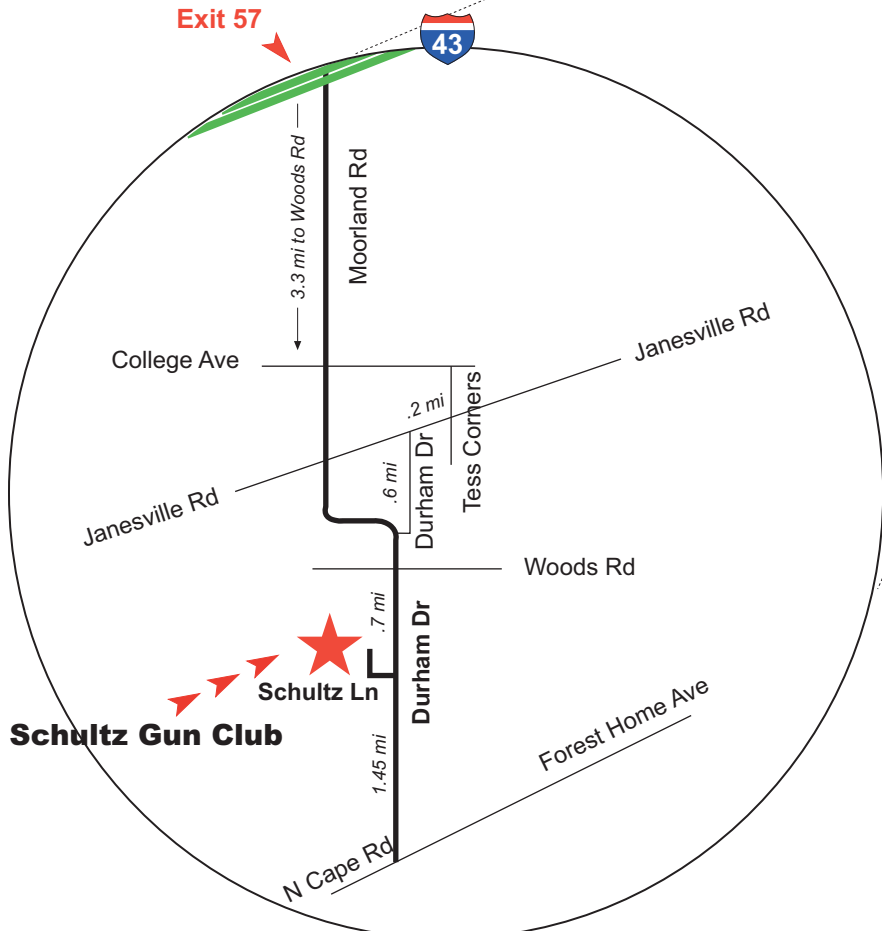 Exit 57
43
3.3 mi to Woods Rd
Moorland Rd
College Ave
Janesville Rd
.2 mi
Tess Corners
.6 mi
Durham Dr
Janesville Rd
Woods Rd
.7 mi
Durham Dr
Schultz Ln
Schultz Gun Club
1.45 mi
Forest Home Ave
N Cape Rd